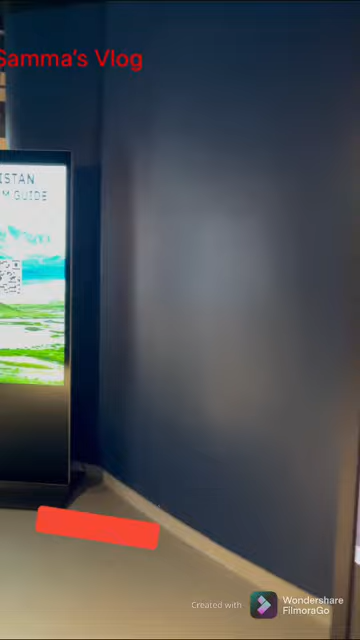 Samma's Vlog
ISTAN
M GUIDE
Created with
Wondershare
FilmoraGo